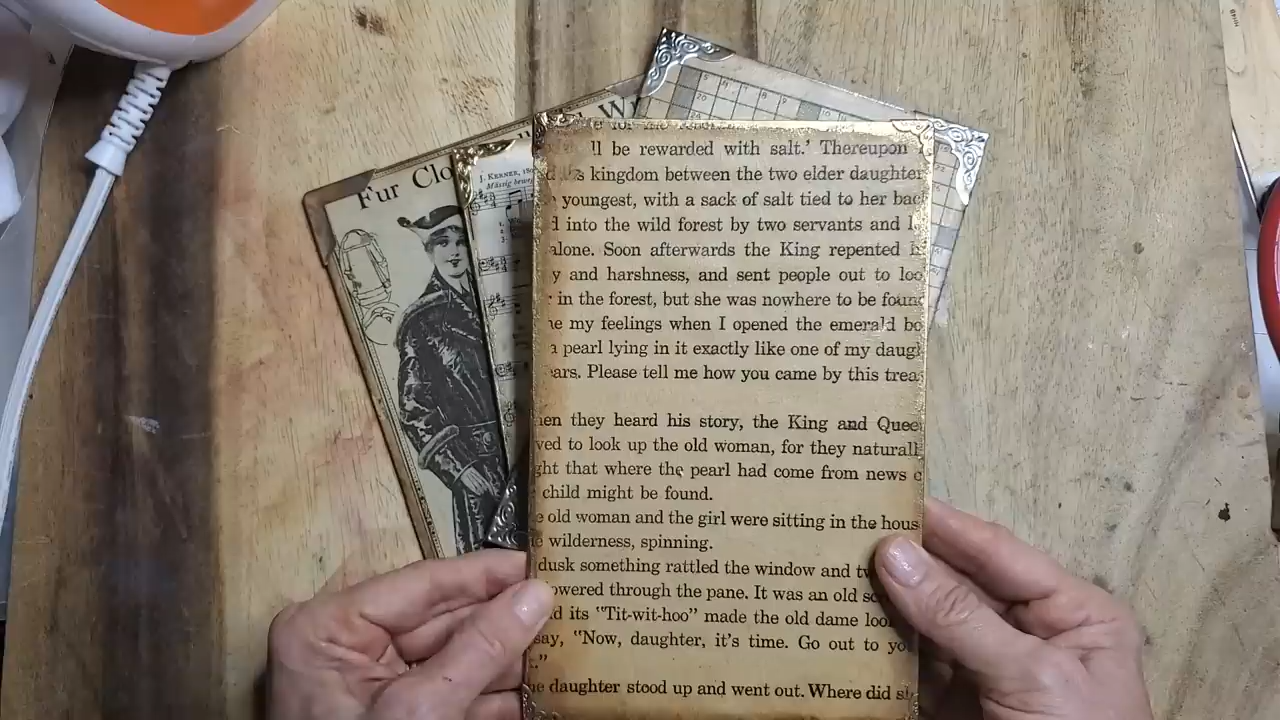 Fur Clo
J. KERNER,
Mässig
ll be rewarded with salt.' Thereupon
kingdom between the two elder daughter
youngest, with a sack of salt tied to her bac
d into the wild forest by two servants and
alone. Soon afterwards the King repented
y and harshness, and sent people out to loo
in the forest, but she was nowhere to be foun
e my feelings when I opened the emerald bo
a pearl lying in it exactly like one of my daug
ars. Please tell me how you came by this trea
en they heard his story, the King and Quee
ved to look up the old woman, for they naturall
ght that where the pearl had come from news
child might be found.
e old woman and the girl were sitting in the hous
e wilderness, spinning.
dusk something rattled the window and tw
owered through the pane. It was an old
d its "Tit-wit-hoo" made the old dame loo
say, "Now, daughter, it's time. Go out to yo
."
e daughter stood up and went out. Where did s